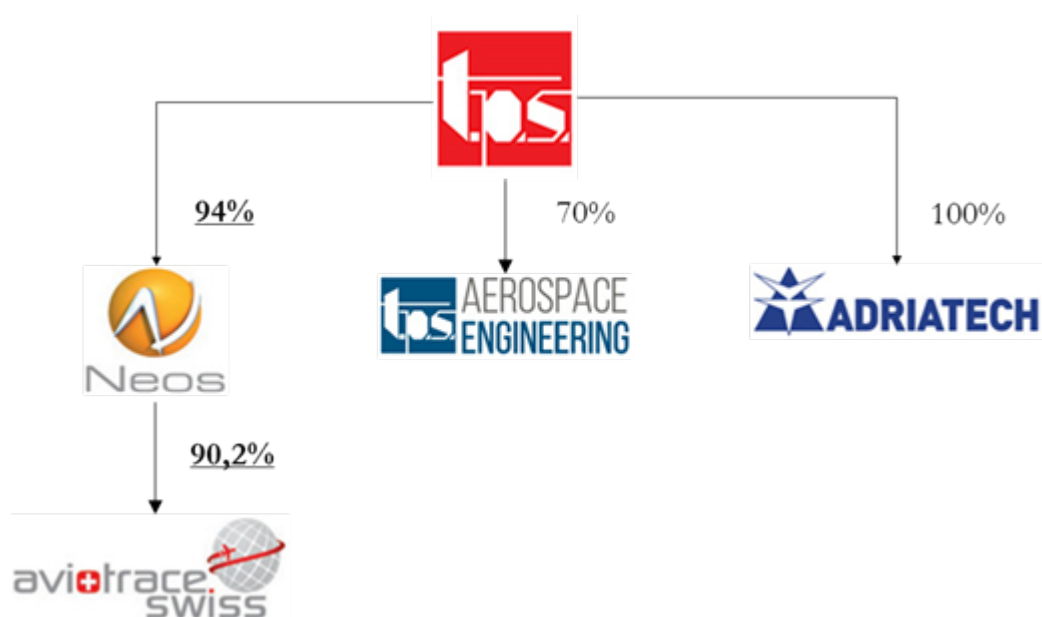 t.p.s.
94%
70%
100%
Neos
t.p.s. AEROSPACE
ENGINEERING
ADRIATECH
90,2%
aviotrace.
swiss